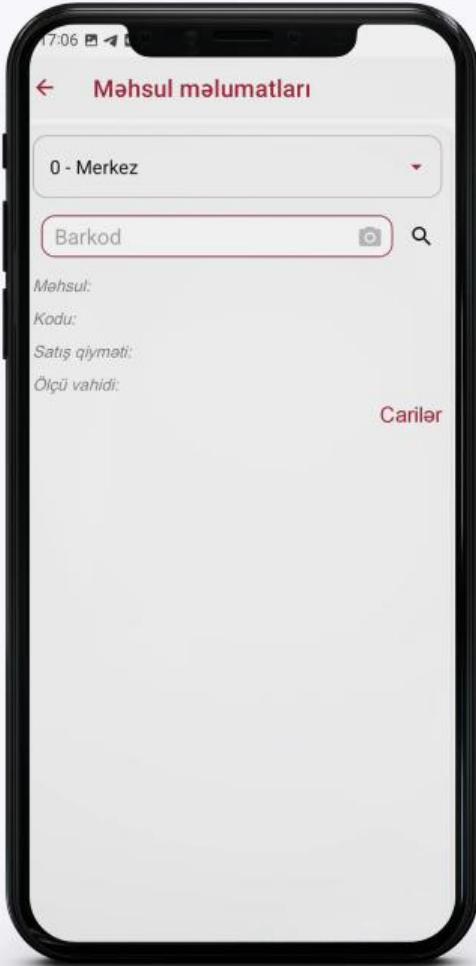 17:06
Məhsul məlumatları
0 - Merkez
Barkod
Məhsul:
Kodu:
Satış qiyməti:
Ölçü vahidi:
Carilər